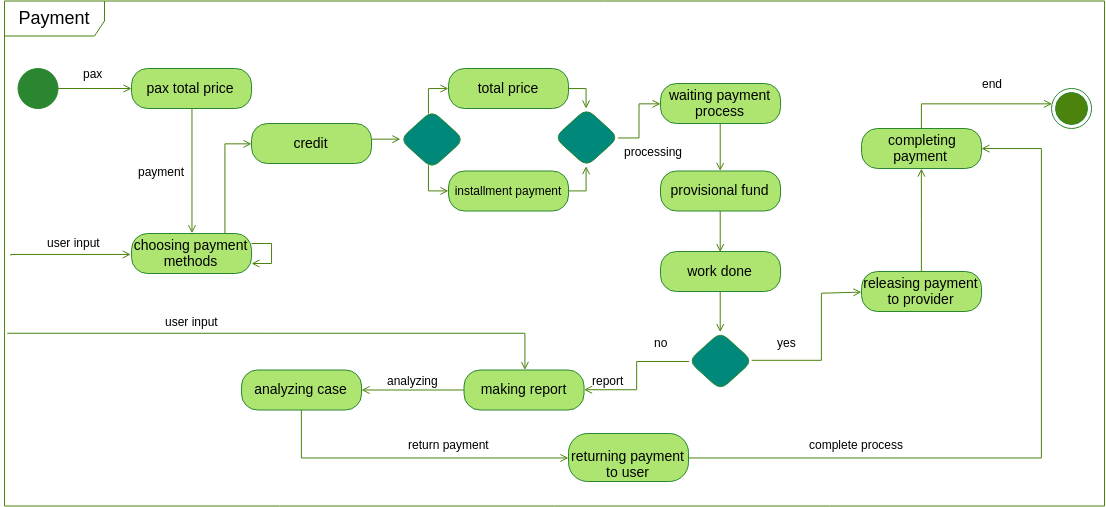 Payment
pax
pax total price
payment
user input
choosing payment
methods
credit
total price
installment payment
processing
waiting payment
process
provisional fund
work done
no
yes
end
completing
payment
releasing payment
to provider
user input
report
making report
analyzing
analyzing case
return payment
returning payment
to user
complete process